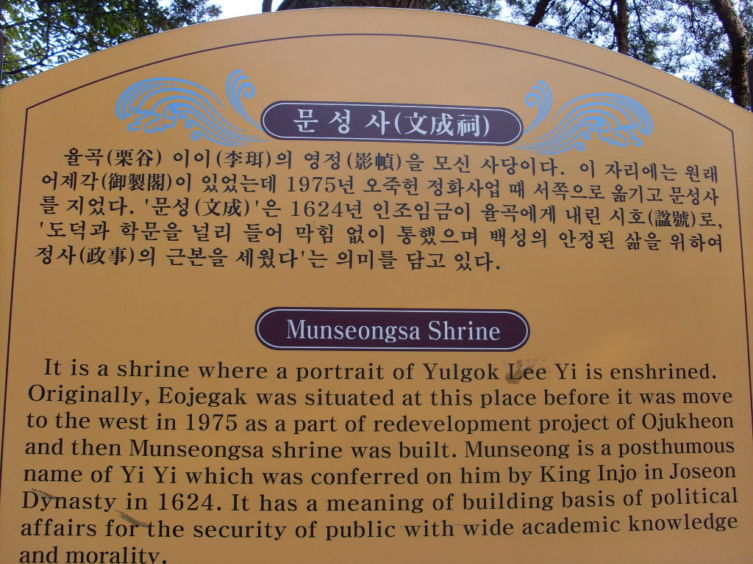 문성사(文成祠)
율곡(栗谷) 이이(李珥)의 영정(影幀)을 모신 사당이다. 이 자리에는 원래
어제각(御製閣)이 있었는데 1975년 오죽헌 정화사업 때 서쪽으로 옮기고 문성사
를 지었다. '문성(文成)'은 1624년 인조임금이 율곡에게 내린 시호(諡號)로,
'도덕과 학문을 널리 들어 막힘 없이 통했으며 백성의 안정된 삶을 위하여
정사(政事)의 근본을 세웠다'는 의미를 담고 있다.
Munseongsa Shrine
It is a shrine where a portrait of Yulgok Lee Yi is enshrined.
Originally, Eojegak was situated at this place before it was move
to the west in 1975 as a part of redevelopment project of Ojukheon
and then Munseongsa shrine was built. Munseong is a posthumous
name of Yi Yi which was conferred on him by King Injo in Joseon
Dynasty in 1624. It has a meaning of building basis of political
affairs for the security of public with wide academic knowledge
and morality.